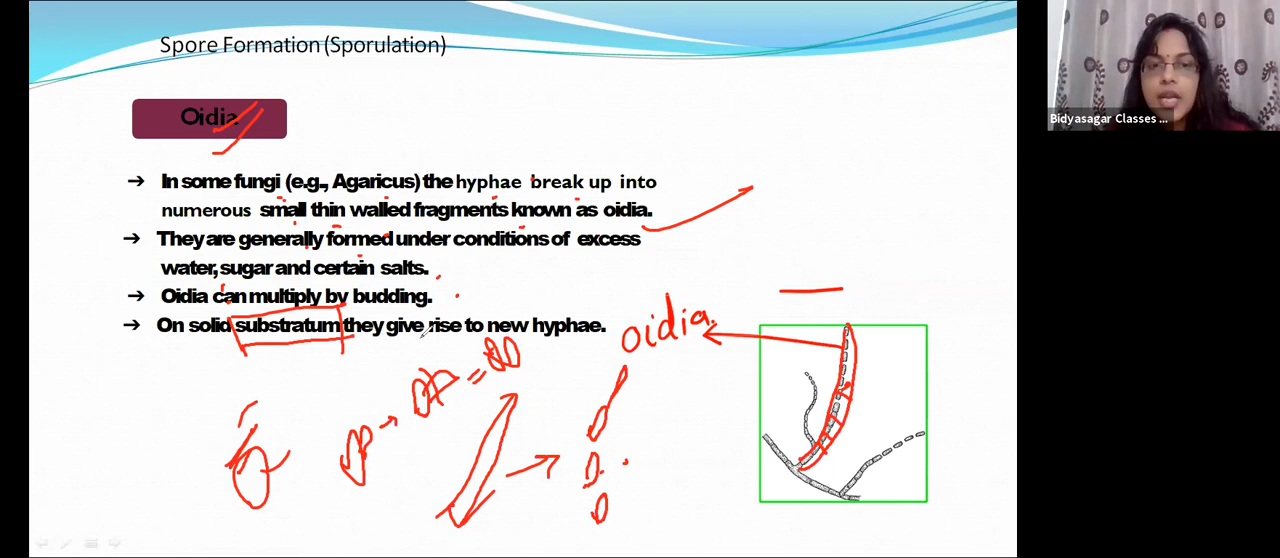 Spore Formation (Sporulation)
Oidia
➔ In some fungi (e.g., Agaricus) the hyphae break up into
numerous small thin walled fragments known as oidia.
➔ They are generally formed under conditions of excess
water, sugar and certain salts.
➔ Oidia can multiply by budding.
➔ On solid substratum they give rise to new hyphae.
oidia.
Bidyasagar Classes ...